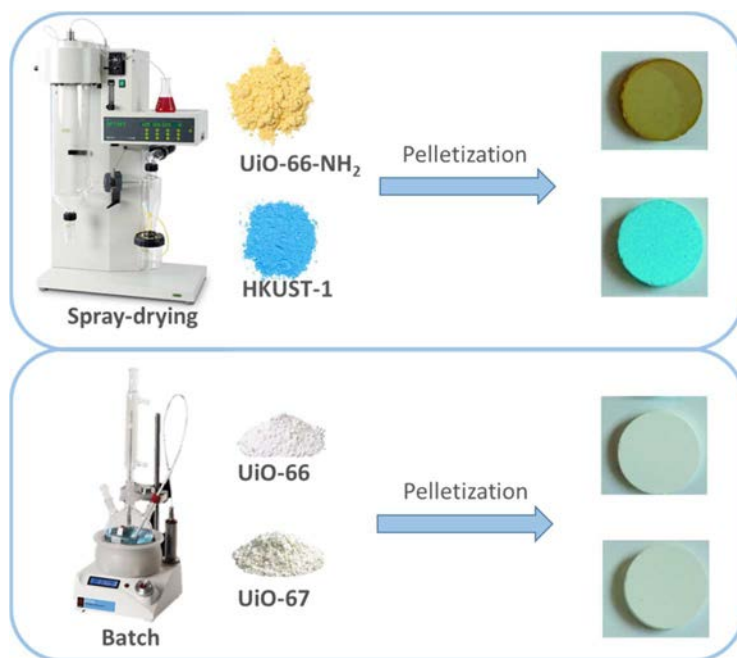 UiO-66-NH₂
Pelletization
HKUST-1
Spray-drying
UiO-66
Pelletization
UiO-67
Batch